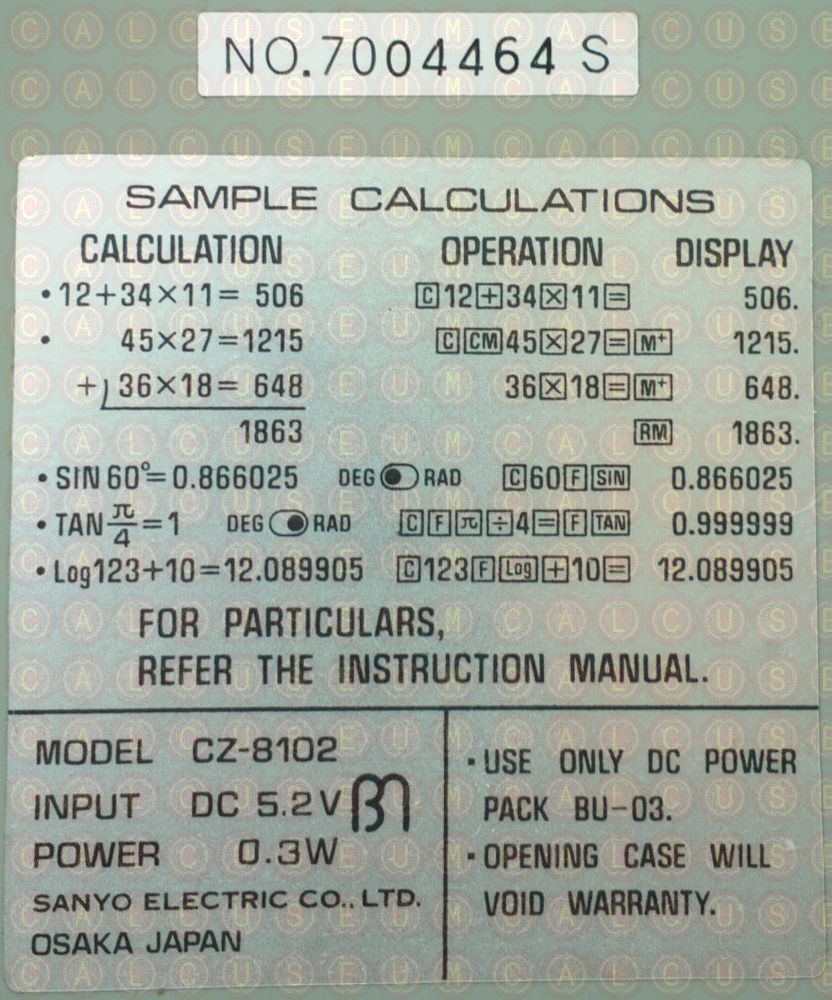 NO.7004464 S
SAMPLE CALCULATIONS
CALCULATION OPERATION DISPLAY
•12+34×11= 506 [C]12[+]34[×]11[=] 506.
• 45×27=1215 [C][CM]45[×]27[=][M⁺] 1215.
+) 36×18= 648 36[×]18[=][M⁺] 648.
1863 [RM] 1863.
•SIN 60°=0.866025 DEG RAD [C]60[F][SIN] 0.866025
•TAN π/4=1 DEG RAD [C][F][π][÷]4[=][F][TAN] 0.999999
•Log123+10=12.089905 [C]123[F][Log][+]10[=] 12.089905
FOR PARTICULARS,
REFER THE INSTRUCTION MANUAL.
MODEL CZ-8102
INPUT DC 5.2V
POWER 0.3W
SANYO ELECTRIC CO., LTD.
OSAKA JAPAN
•USE ONLY DC POWER
PACK BU-03.
•OPENING CASE WILL
VOID WARRANTY.
CALCUSEUM